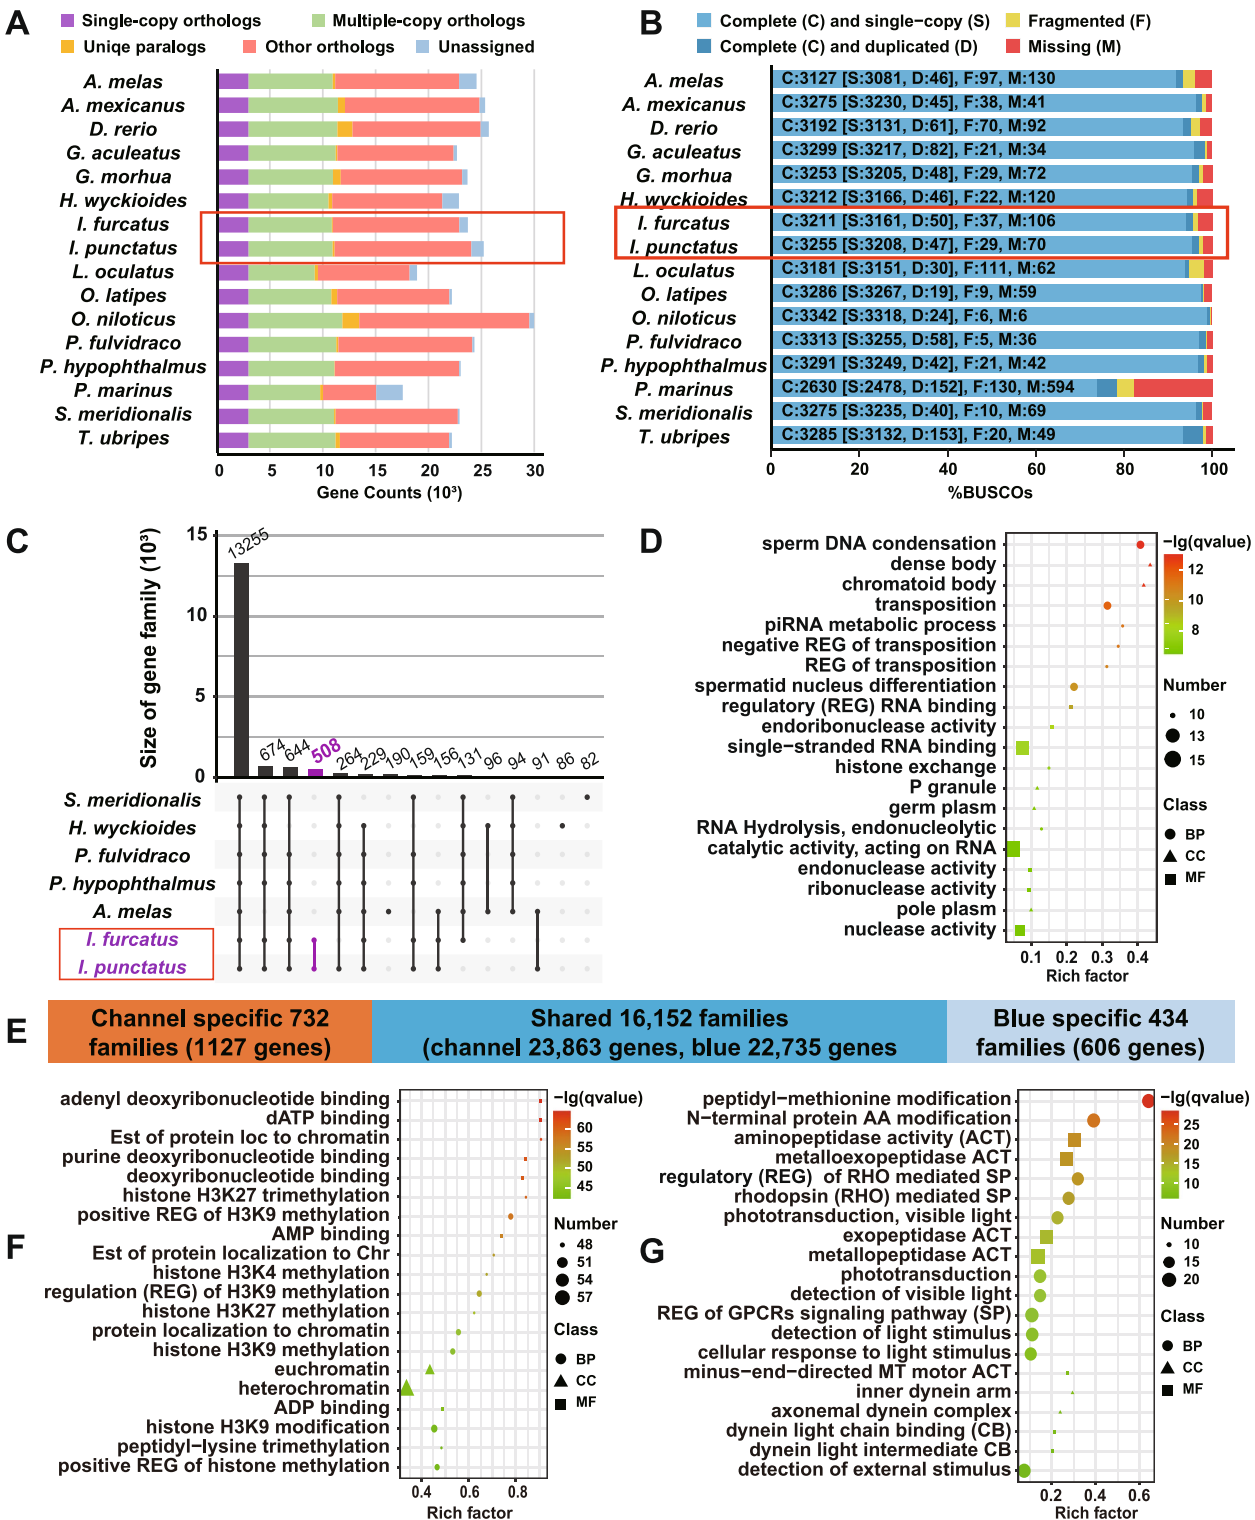 A
Single-copy orthologs
Multiple-copy orthologs
Uniqe paralogs
Other orthologs
Unassigned
A. melas
A. mexicanus
D. rerio
G. aculeatus
G. morhua
H. wyckioides
I. furcatus
I. punctatus
L. oculatus
O. latipes
O. niloticus
P. fulvidraco
P. hypophthalmus
P. marinus
S. meridionalis
T. ubripes
0 5 10 15 20 25 30
Gene Counts (10³)
B
Complete (C) and single−copy (S)
Fragmented (F)
Complete (C) and duplicated (D)
Missing (M)
A. melas C:3127 [S:3081, D:46], F:97, M:130
A. mexicanus C:3275 [S:3230, D:45], F:38, M:41
D. rerio C:3192 [S:3131, D:61], F:70, M:92
G. aculeatus C:3299 [S:3217, D:82], F:21, M:34
G. morhua C:3253 [S:3205, D:48], F:29, M:72
H. wyckioides C:3212 [S:3166, D:46], F:22, M:120
I. furcatus C:3211 [S:3161, D:50], F:37, M:106
I. punctatus C:3255 [S:3208, D:47], F:29, M:70
L. oculatus C:3181 [S:3151, D:30], F:111, M:62
O. latipes C:3286 [S:3267, D:19], F:9, M:59
O. niloticus C:3342 [S:3318, D:24], F:6, M:6
P. fulvidraco C:3313 [S:3255, D:58], F:5, M:36
P. hypophthalmus C:3291 [S:3249, D:42], F:21, M:42
P. marinus C:2630 [S:2478, D:152], F:130, M:594
S. meridionalis C:3275 [S:3235, D:40], F:10, M:69
T. ubripes C:3285 [S:3132, D:153], F:20, M:49
0 20 40 60 80 100
%BUSCOs
C
Size of gene family (10³)
15
10
5
0
13255 674 644 508 264 229 190 159 156 131 96 94 91 86 82
S. meridionalis
H. wyckioides
P. fulvidraco
P. hypophthalmus
A. melas
I. furcatus
I. punctatus
D
sperm DNA condensation
dense body
chromatoid body
transposition
piRNA metabolic process
negative REG of transposition
REG of transposition
spermatid nucleus differentiation
regulatory (REG) RNA binding
endoribonuclease activity
single−stranded RNA binding
histone exchange
P granule
germ plasm
RNA Hydrolysis, endonucleolytic
catalytic activity, acting on RNA
endonuclease activity
ribonuclease activity
pole plasm
nuclease activity
0.1 0.2 0.3 0.4
Rich factor
−lg(qvalue)
12
10
8
Number
10
13
15
Class
BP
CC
MF
E
Channel specific 732
families (1127 genes)
Shared 16,152 families
(channel 23,863 genes, blue 22,735 genes
Blue specific 434
families (606 genes)
F
adenyl deoxyribonucleotide binding
dATP binding
Est of protein loc to chromatin
purine deoxyribonucleotide binding
deoxyribonucleotide binding
histone H3K27 trimethylation
positive REG of H3K9 methylation
AMP binding
Est of protein localization to Chr
histone H3K4 methylation
regulation (REG) of H3K9 methylation
histone H3K27 methylation
protein localization to chromatin
histone H3K9 methylation
euchromatin
heterochromatin
ADP binding
histone H3K9 modification
peptidyl−lysine trimethylation
positive REG of histone methylation
0.4 0.6 0.8
Rich factor
−lg(qvalue)
60
55
50
45
Number
48
51
54
57
Class
BP
CC
MF
G
peptidyl−methionine modification
N−terminal protein AA modification
aminopeptidase activity (ACT)
metalloexopeptidase ACT
regulatory (REG) of RHO mediated SP
rhodopsin (RHO) mediated SP
phototransduction, visible light
exopeptidase ACT
metallopeptidase ACT
phototransduction
detection of visible light
REG of GPCRs signaling pathway (SP)
detection of light stimulus
cellular response to light stimulus
minus−end−directed MT motor ACT
inner dynein arm
axonemal dynein complex
dynein light chain binding (CB)
dynein light intermediate CB
detection of external stimulus
0.2 0.4 0.6
Rich factor
−lg(qvalue)
25
20
15
10
Number
10
15
20
Class
BP
CC
MF